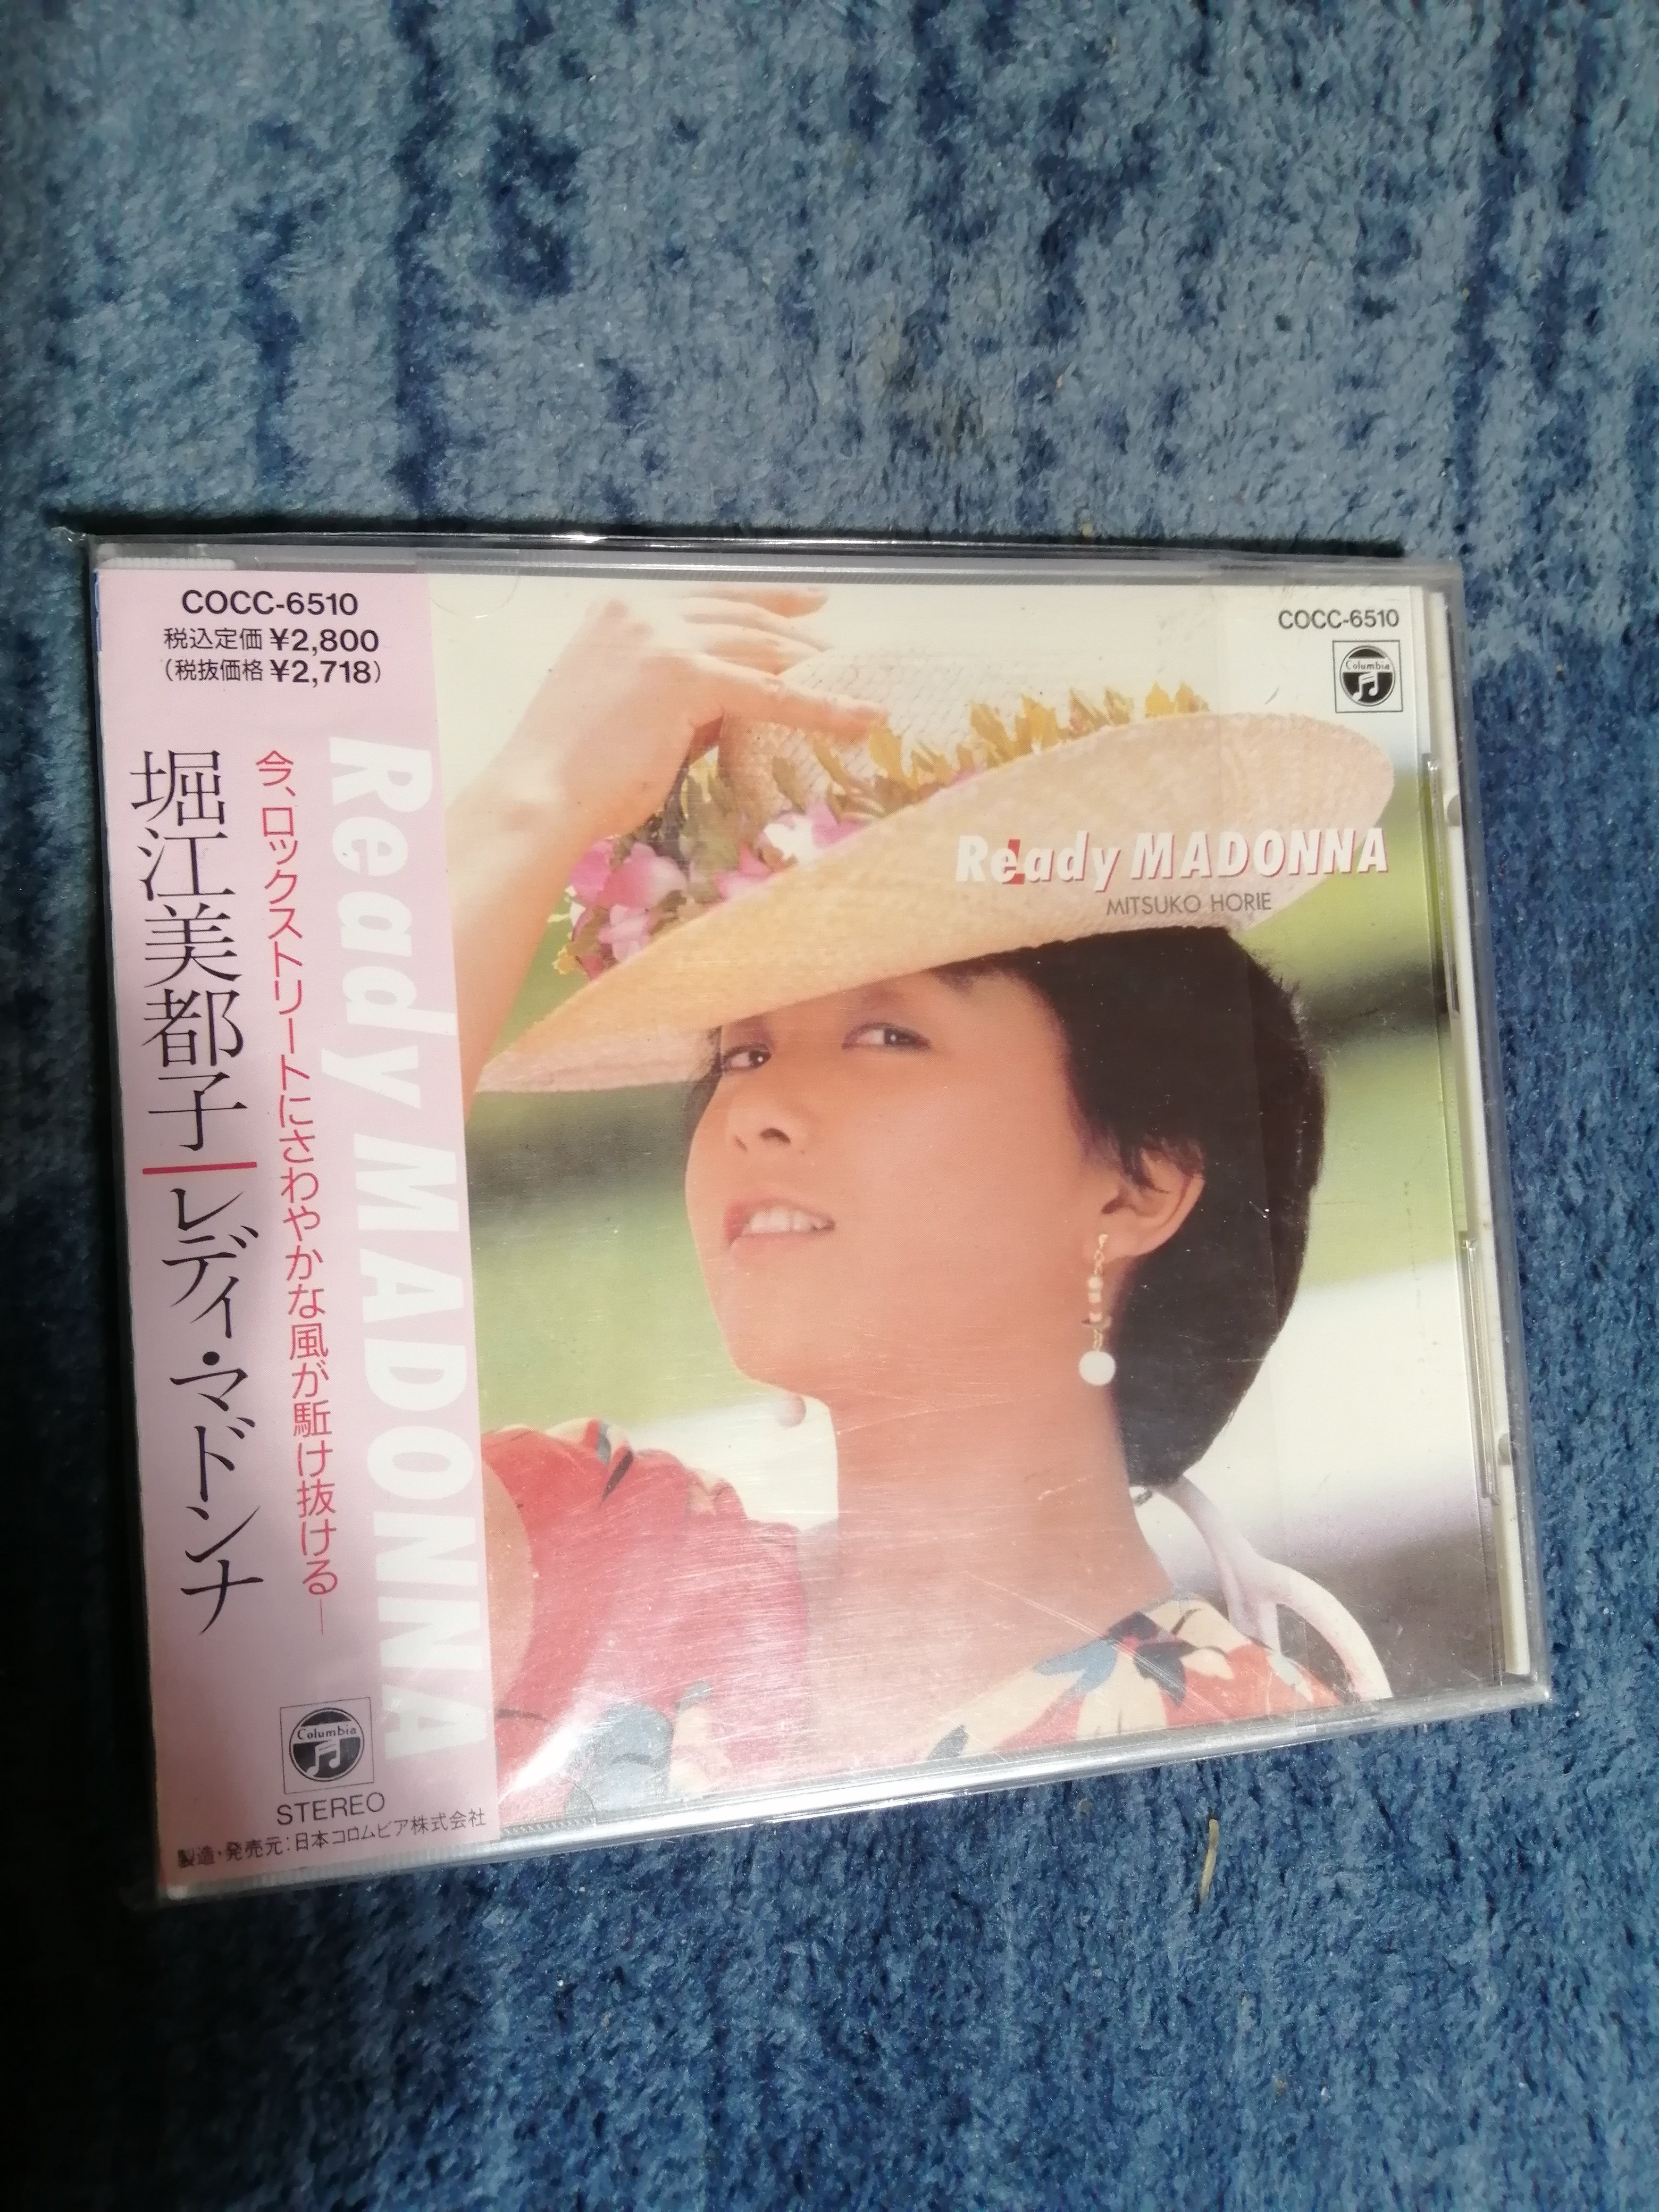 COCC-6510
税込定価 ¥2,800
(税抜価格 ¥2,718)
Ready MADONNA
今、ロックストリートにさわやかな風が駈け抜ける—
堀江美都子|レディ・マドンナ
Columbia
STEREO
製造・発売元:日本コロムビア株式会社
COCC-6510
Columbia
ReLady MADONNA
MITSUKO HORIE